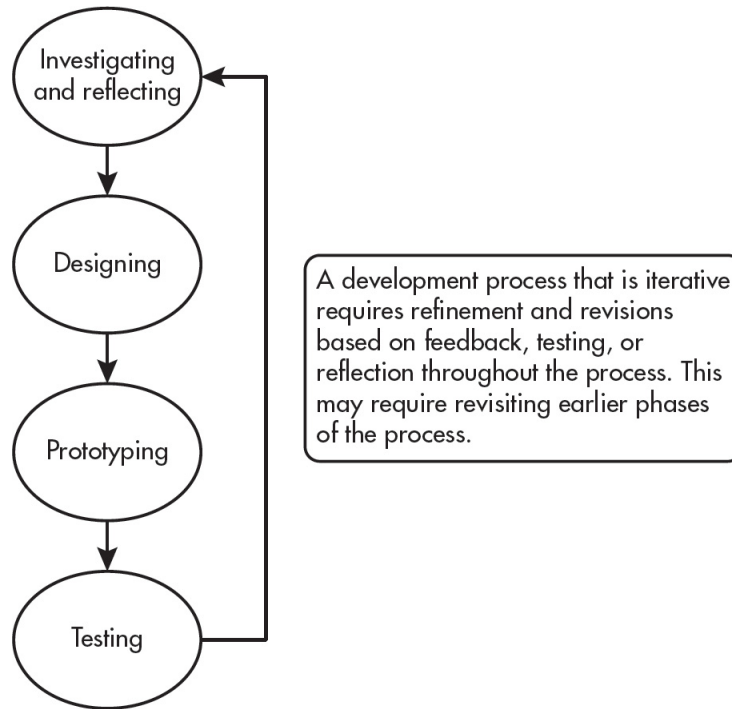 Investigating
and reflecting
Designing
Prototyping
Testing
A development process that is iterative
requires refinement and revisions
based on feedback, testing, or
reflection throughout the process. This
may require revisiting earlier phases
of the process.